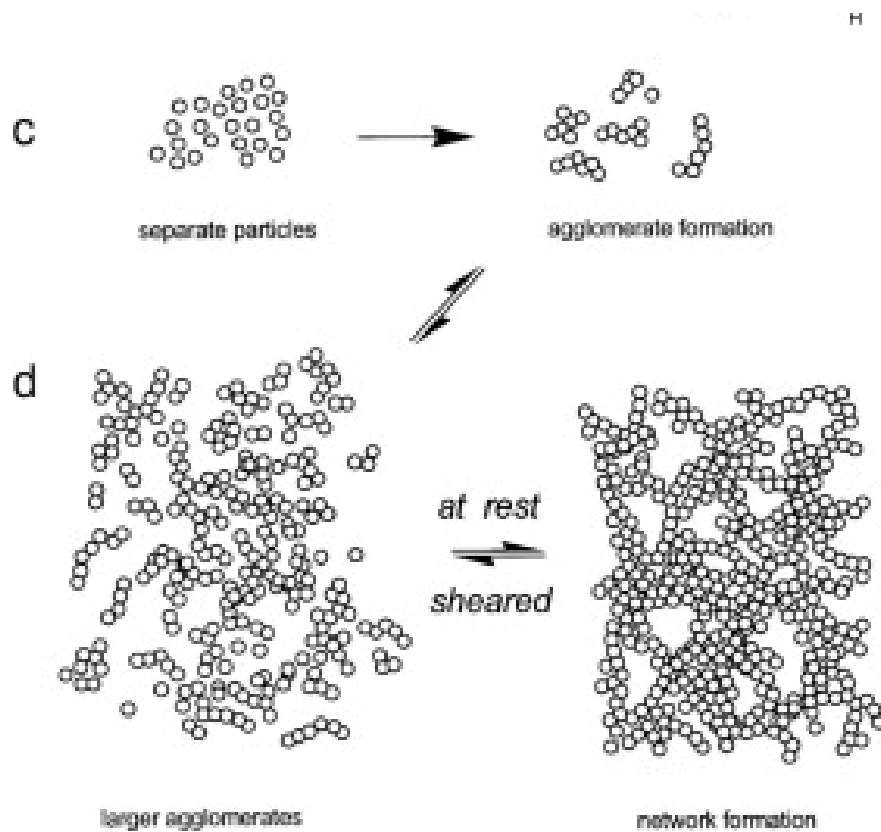 H
c
separate particles
agglomerate formation
d
at rest
sheared
larger agglomerates
network formation